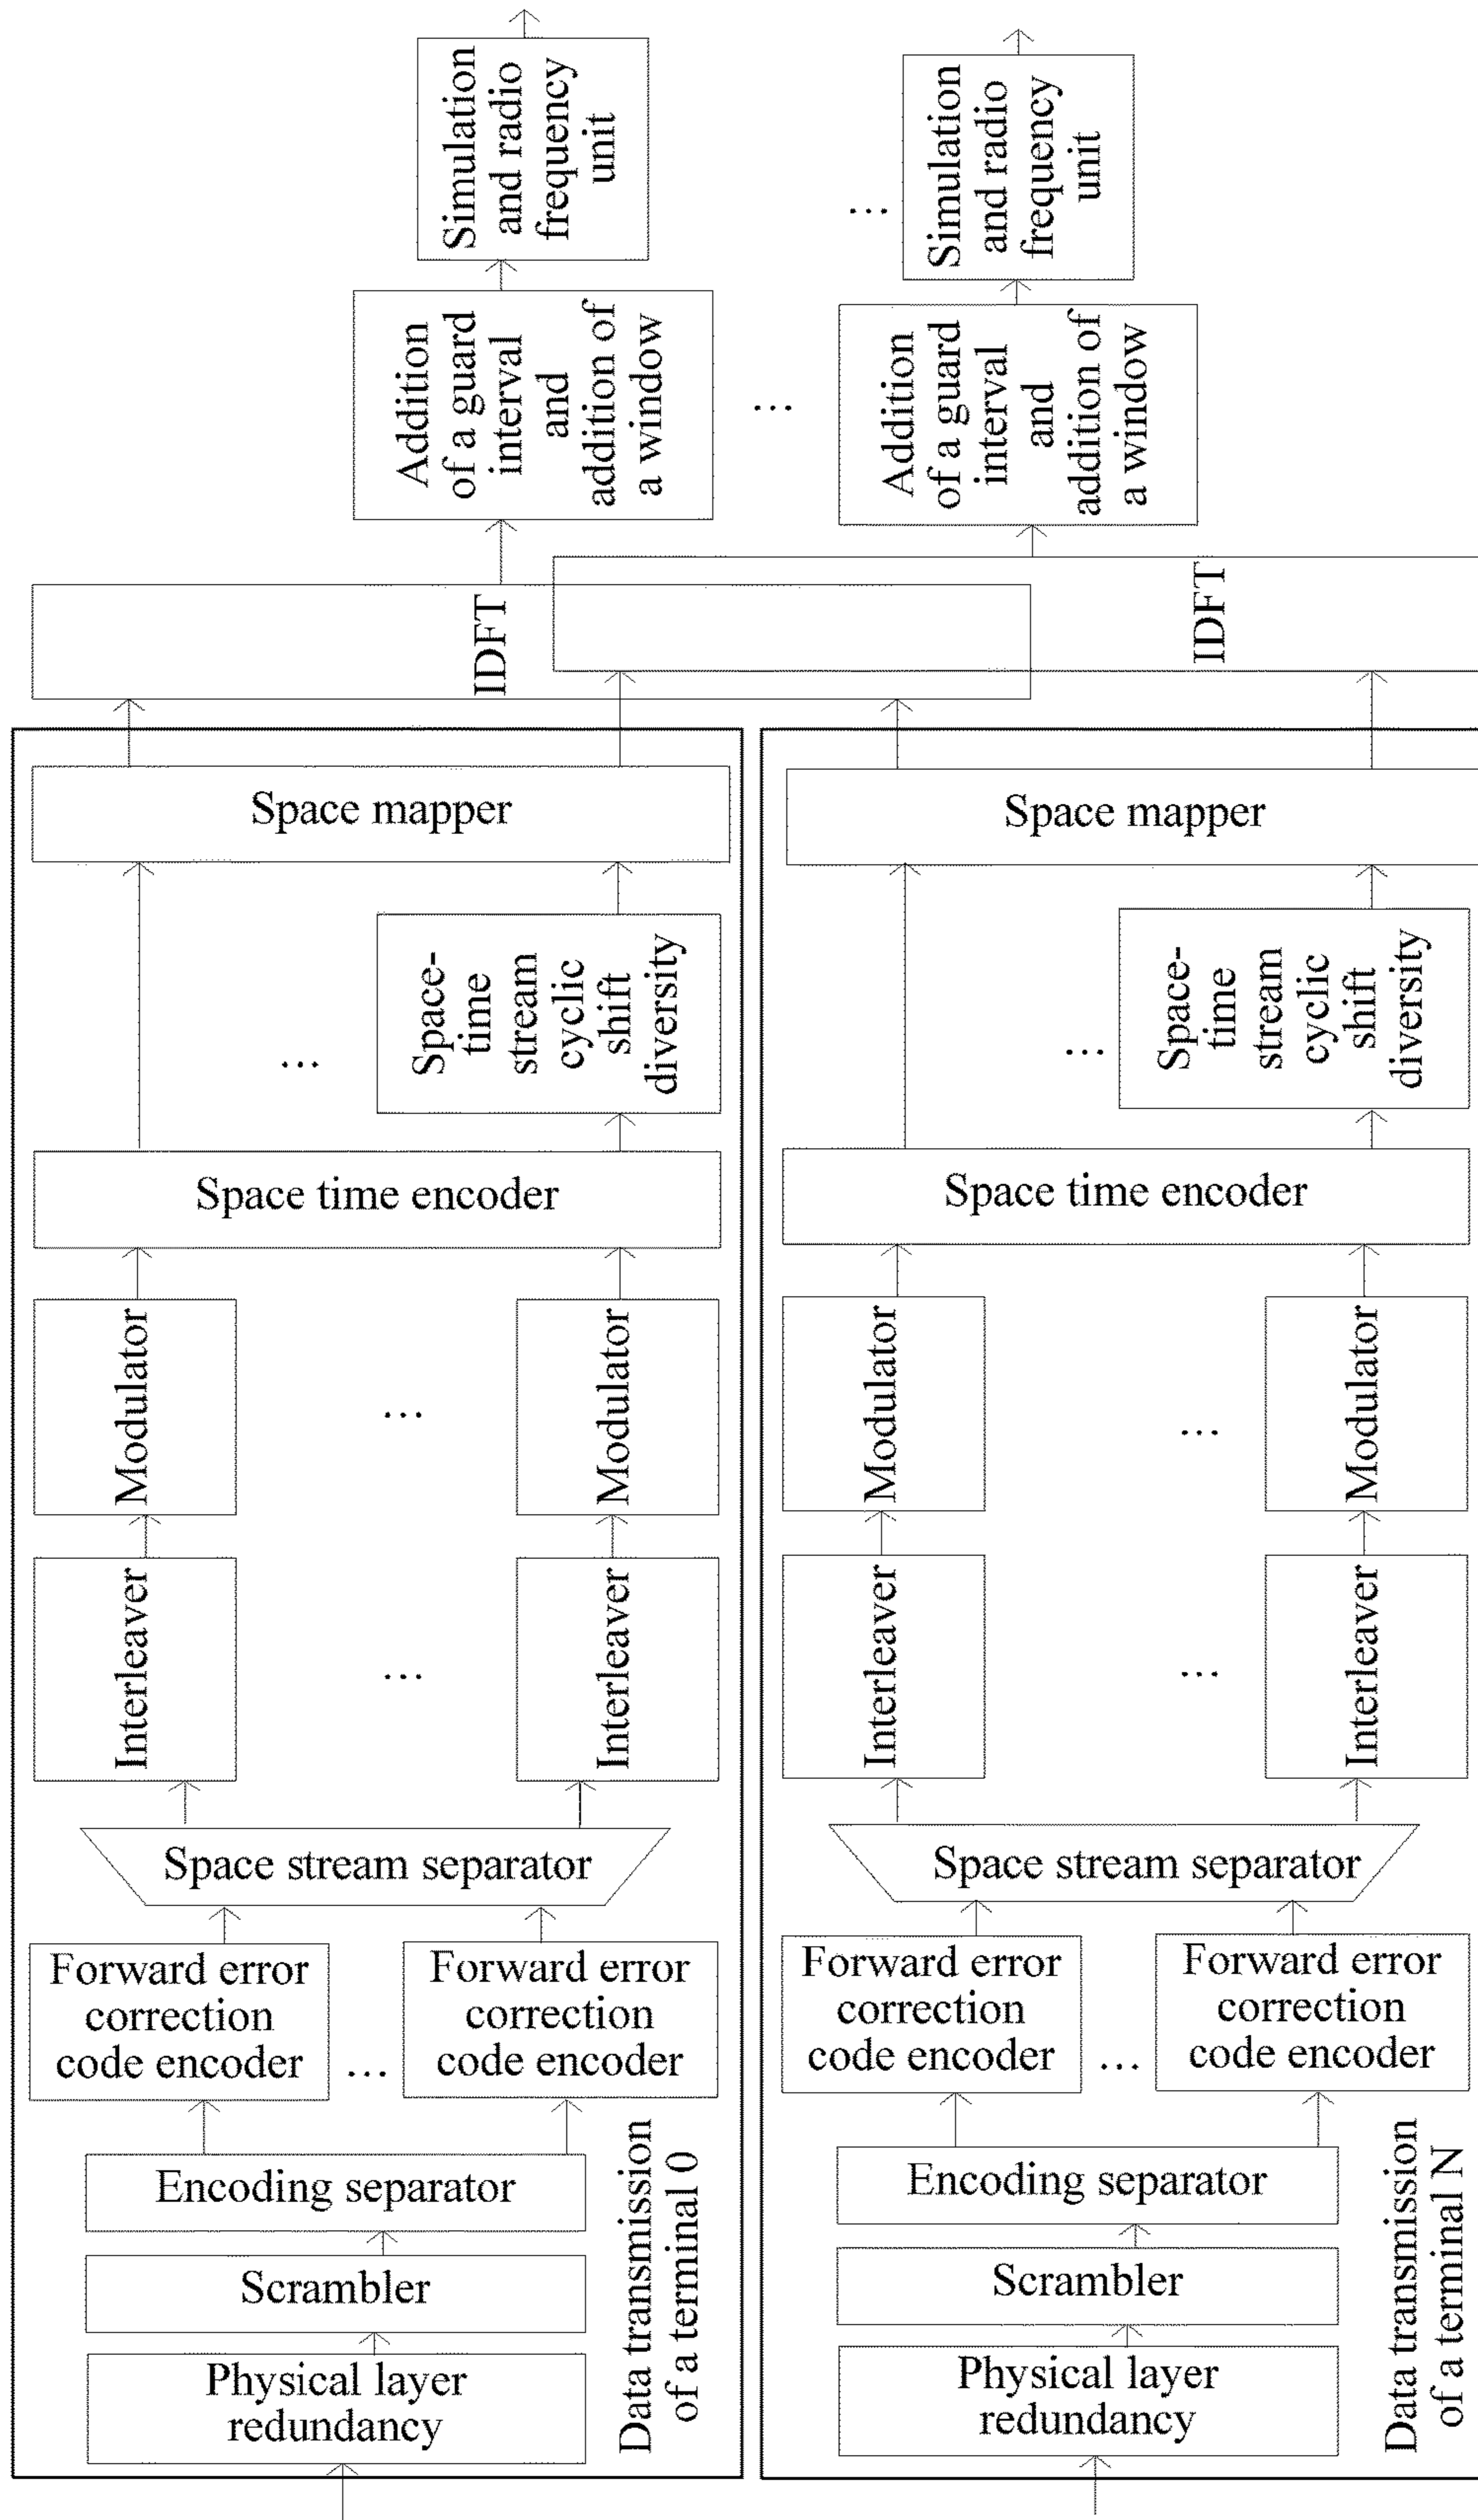 Simulation
and radio
frequency
unit
Simulation
and radio
frequency
unit
...
Addition
of a guard
interval
and
addition of
a window
...
Addition
of a guard
interval
and
addition of
a window
IDFT
IDFT
Space mapper
Space mapper
...
Space-
time
stream
cyclic
shift
diversity
...
Space-
time
stream
cyclic
shift
diversity
Space time encoder
Space time encoder
Modulator
...
Modulator
Modulator
...
Modulator
Interleaver
...
Interleaver
Interleaver
...
Interleaver
Space stream separator
Space stream separator
Forward error
correction
code encoder
...
Forward error
correction
code encoder
Forward error
correction
code encoder
...
Forward error
correction
code encoder
Encoding separator
Encoding separator
Scrambler
Scrambler
Physical layer
redundancy
Data transmission
of a terminal 0
Physical layer
redundancy
Data transmission
of a terminal N